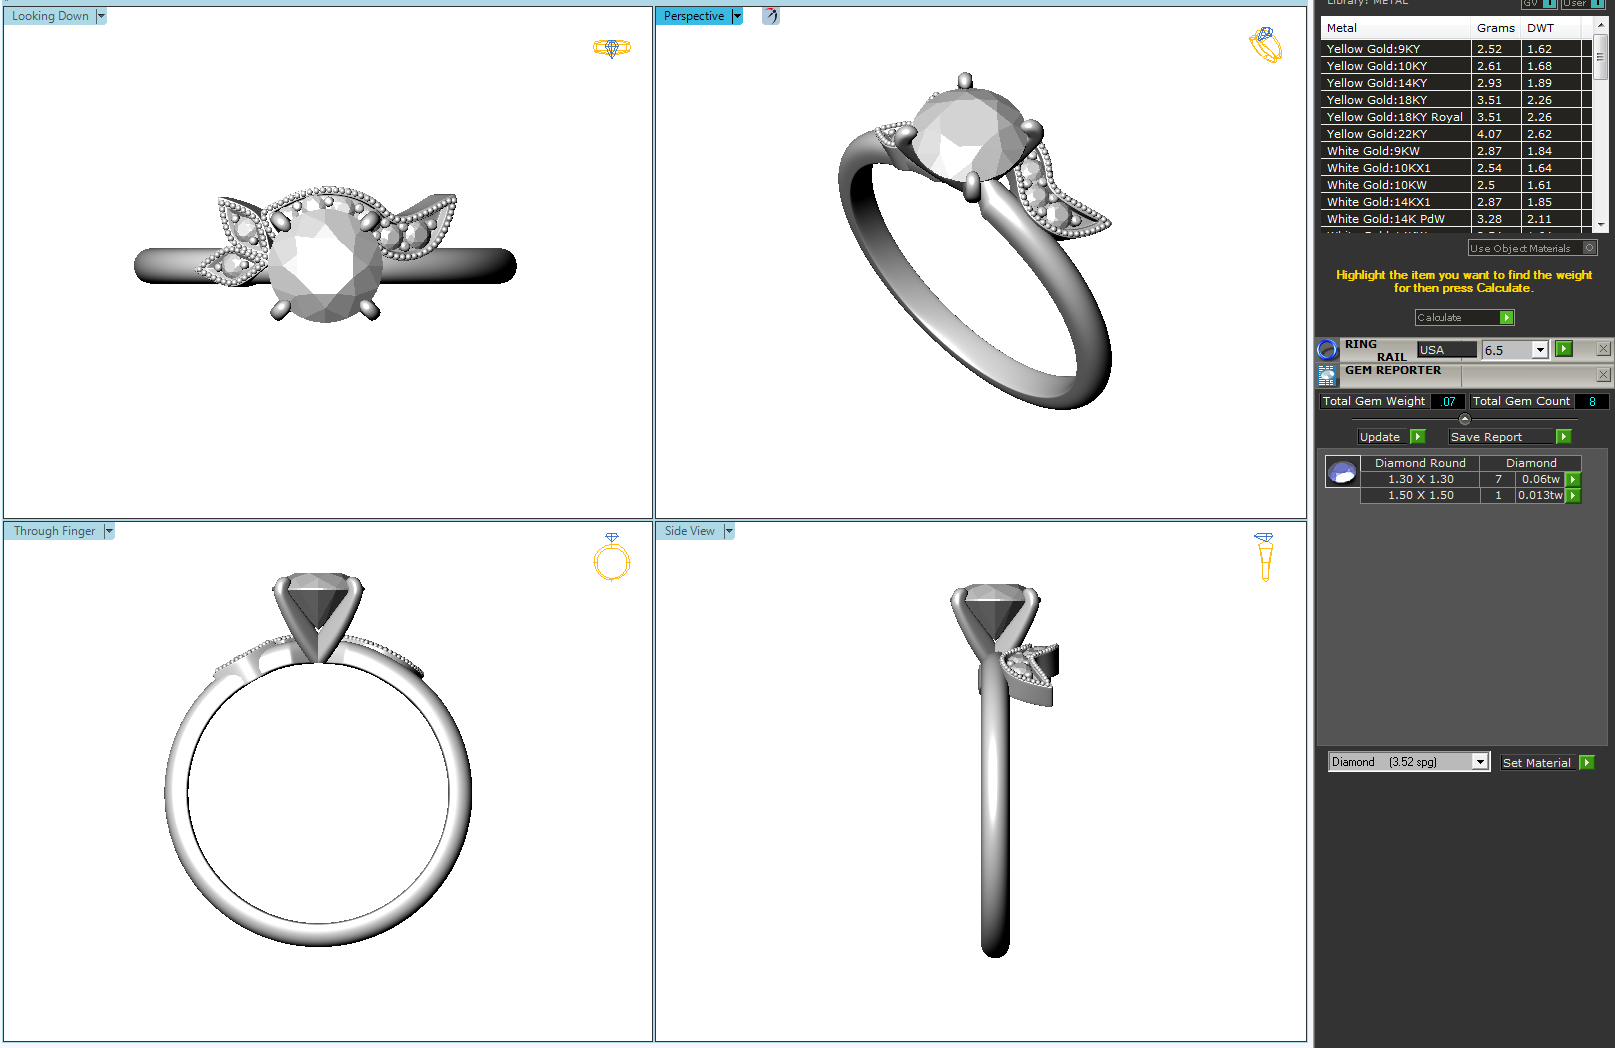 Looking Down
Perspective
Through Finger
Side View
Library: METAL
GV
User
Metal Grams DWT
Yellow Gold:9KY 2.52 1.62
Yellow Gold:10KY 2.61 1.68
Yellow Gold:14KY 2.93 1.89
Yellow Gold:18KY 3.51 2.26
Yellow Gold:18KY Royal 3.51 2.26
Yellow Gold:22KY 4.07 2.62
White Gold:9KW 2.87 1.84
White Gold:10KX1 2.54 1.64
White Gold:10KW 2.5 1.61
White Gold:14KX1 2.87 1.85
White Gold:14K PdW 3.28 2.11
Use Object Materials
Highlight the item you want to find the weight
for then press Calculate.
Calculate
RING
RAIL USA 6.5
GEM REPORTER
Total Gem Weight .07 Total Gem Count 8
Update Save Report
Diamond Round Diamond
1.30 X 1.30 7 0.06tw
1.50 X 1.50 1 0.013tw
Diamond (3.52 spg) Set Material